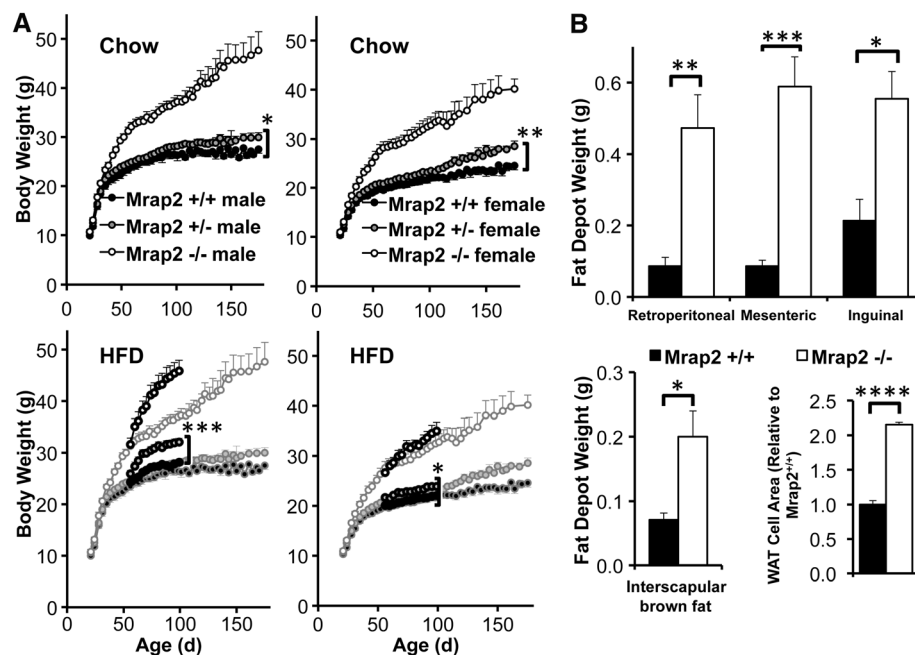 A
Chow
Body Weight (g)
50
40
30
20
10
0
*
Mrap2 +/+ male
Mrap2 +/- male
Mrap2 -/- male
0
50
100
150
Chow
50
40
30
20
10
0
**
Mrap2 +/+ female
Mrap2 +/- female
Mrap2 -/- female
0
50
100
150
HFD
Body Weight (g)
50
40
30
20
10
0
***
0
50
100
150
Age (d)
HFD
Body Weight (g)
50
40
30
20
10
0
*
0
50
100
150
Age (d)
B
Fat Depot Weight (g)
0.6
0.4
0.2
0.0
**
***
*
Retroperitoneal
Mesenteric
Inguinal
Mrap2 +/+
Mrap2 -/-
Fat Depot Weight (g)
0.3
0.2
0.1
0.0
*
Interscapular
brown fat
WAT Cell Area (Relative to
Mrap2+/+)
2.5
2.0
1.5
1.0
0.5
0.0
****